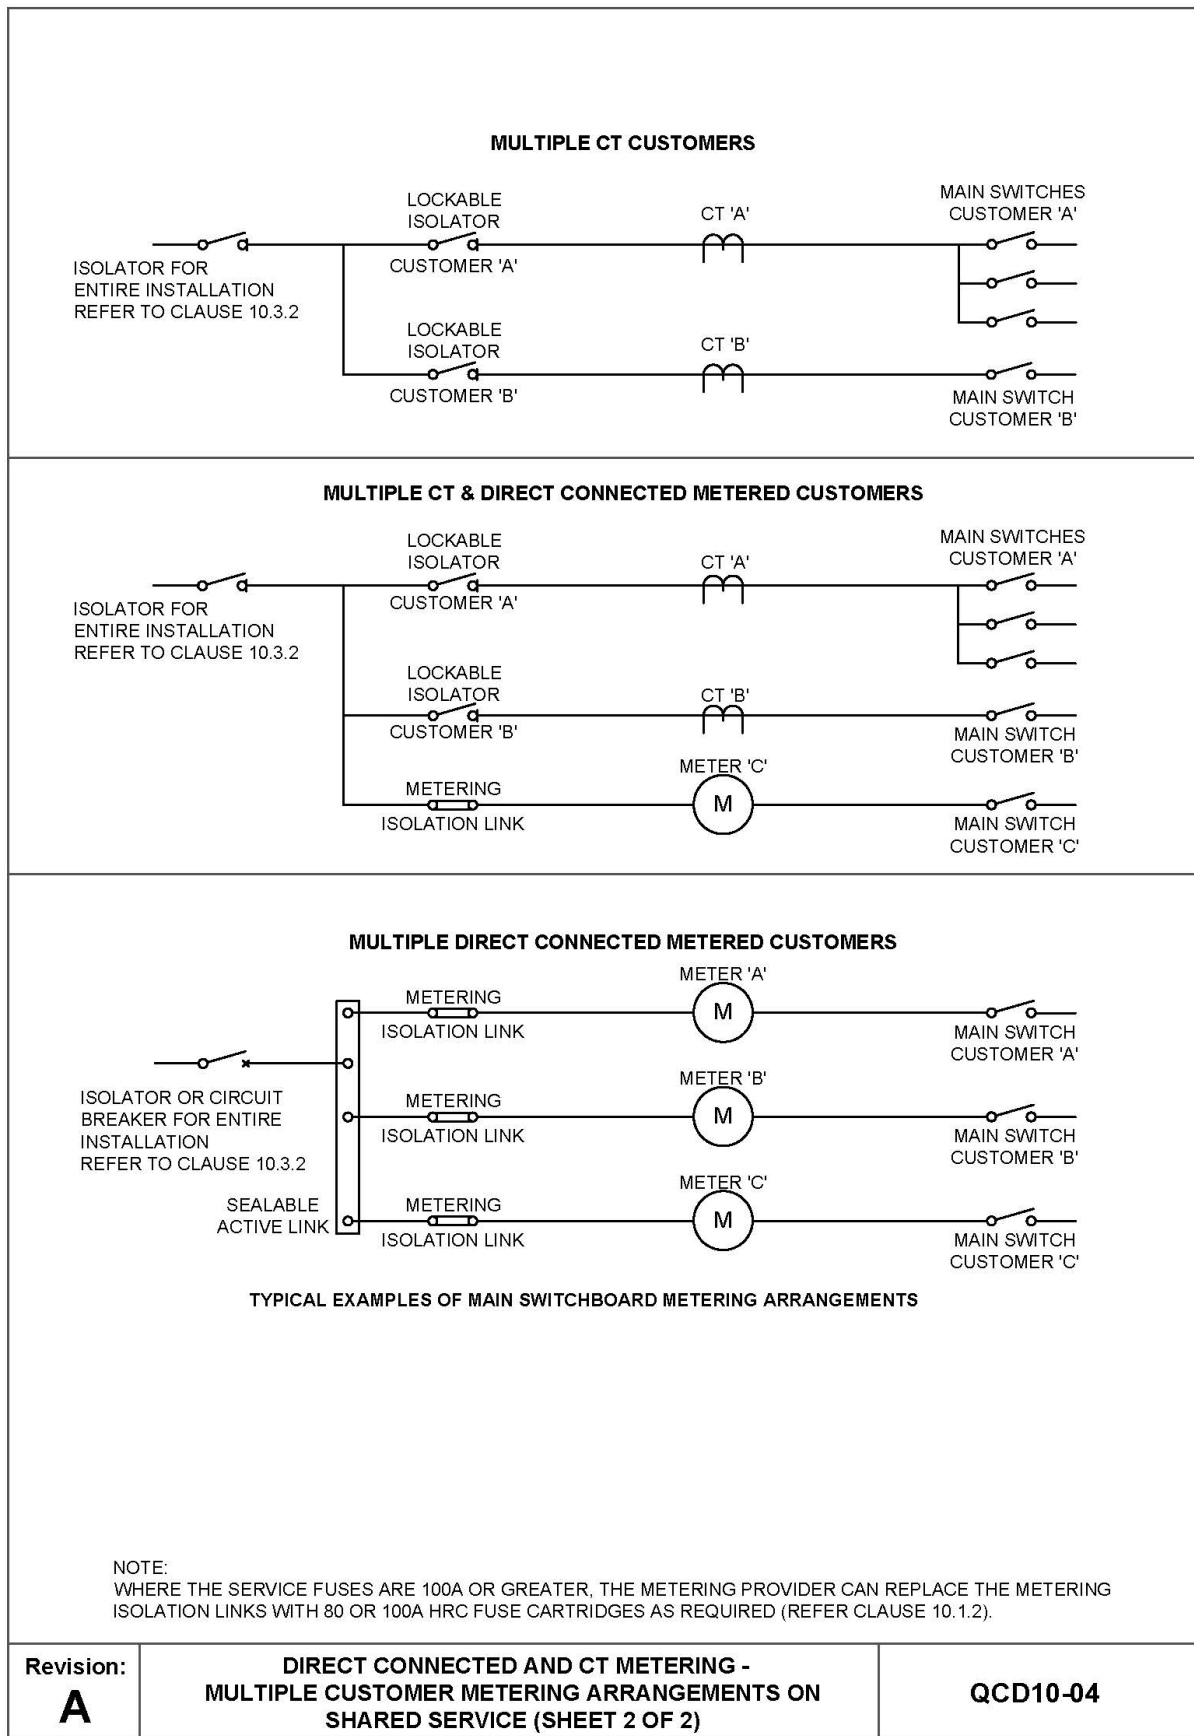 MULTIPLE CT CUSTOMERS
LOCKABLE
ISOLATOR
CUSTOMER 'A'
CT 'A'
MAIN SWITCHES
CUSTOMER 'A'
ISOLATOR FOR
ENTIRE INSTALLATION
REFER TO CLAUSE 10.3.2
LOCKABLE
ISOLATOR
CUSTOMER 'B'
CT 'B'
MAIN SWITCH
CUSTOMER 'B'
MULTIPLE CT & DIRECT CONNECTED METERED CUSTOMERS
LOCKABLE
ISOLATOR
CUSTOMER 'A'
CT 'A'
MAIN SWITCHES
CUSTOMER 'A'
ISOLATOR FOR
ENTIRE INSTALLATION
REFER TO CLAUSE 10.3.2
LOCKABLE
ISOLATOR
CUSTOMER 'B'
CT 'B'
MAIN SWITCH
CUSTOMER 'B'
METERING
ISOLATION LINK
METER 'C'
M
MAIN SWITCH
CUSTOMER 'C'
MULTIPLE DIRECT CONNECTED METERED CUSTOMERS
METERING
ISOLATION LINK
METER 'A'
M
MAIN SWITCH
CUSTOMER 'A'
ISOLATOR OR CIRCUIT
BREAKER FOR ENTIRE
INSTALLATION
REFER TO CLAUSE 10.3.2
METERING
ISOLATION LINK
METER 'B'
M
MAIN SWITCH
CUSTOMER 'B'
SEALABLE
ACTIVE LINK
METERING
ISOLATION LINK
METER 'C'
M
MAIN SWITCH
CUSTOMER 'C'
TYPICAL EXAMPLES OF MAIN SWITCHBOARD METERING ARRANGEMENTS
NOTE:
WHERE THE SERVICE FUSES ARE 100A OR GREATER, THE METERING PROVIDER CAN REPLACE THE METERING
ISOLATION LINKS WITH 80 OR 100A HRC FUSE CARTRIDGES AS REQUIRED (REFER CLAUSE 10.1.2).
Revision:
A
DIRECT CONNECTED AND CT METERING -
MULTIPLE CUSTOMER METERING ARRANGEMENTS ON
SHARED SERVICE (SHEET 2 OF 2)
QCD10-04